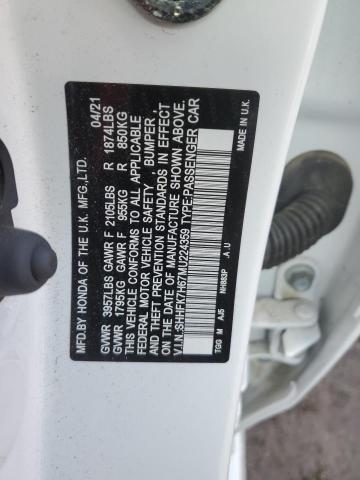 MFD.BY HONDA OF THE U.K. MFG.,LTD. 04/21
GVWR 3957LBS GAWR F 2105LBS R 1874LBS
GVWR 1795KG GAWR F 955KG R 850KG
THIS VEHICLE CONFORMS TO ALL APPLICABLE
FEDERAL MOTOR VEHICLE SAFETY, BUMPER,
AND THEFT PREVENTION STANDARDS IN EFFECT
ON THE DATE OF MANUFACTURE SHOWN ABOVE.
V.I.N.:SHHFK7H67MU224359 TYPE:PASSENGER CAR
TGG M AJ5 NH883P A.U MADE IN U.K.